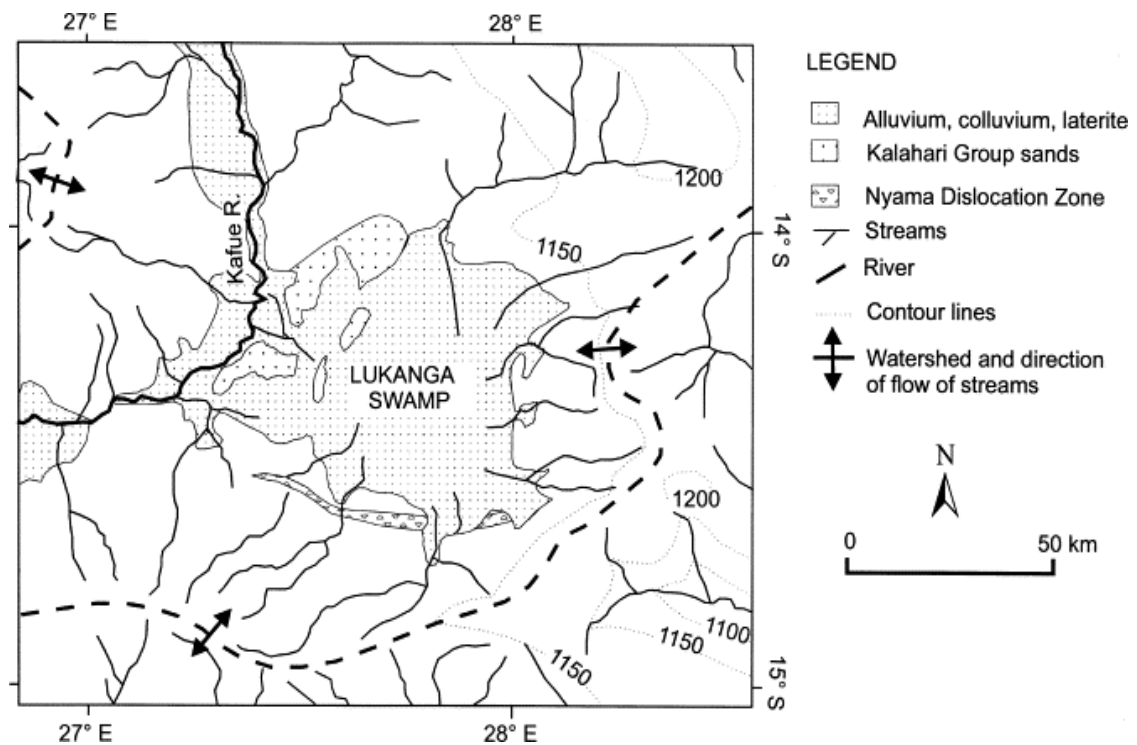 27° E
28° E
1200
14° S
1150
Kafue R.
LUKANGA
SWAMP
1200
1100
1150
1150
15° S
27° E
28° E
LEGEND
Alluvium, colluvium, laterite
Kalahari Group sands
Nyama Dislocation Zone
Streams
River
Contour lines
Watershed and direction
of flow of streams
N
0
50 km